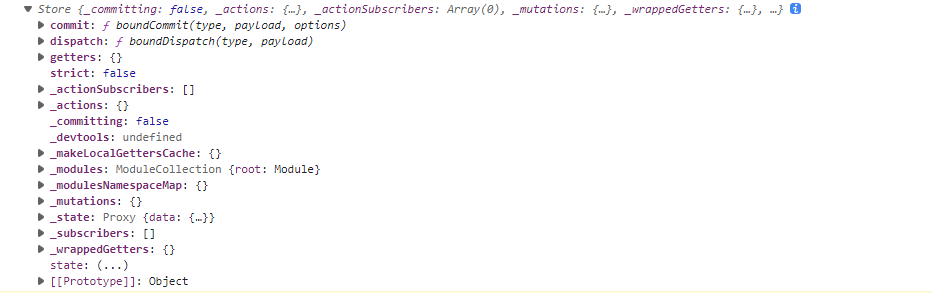 Store {_committing: false, _actions: {…}, _actionSubscribers: Array(0), _mutations: {…}, _wrappedGetters: {…}, …} i
commit: ƒ boundCommit(type, payload, options)
dispatch: ƒ boundDispatch(type, payload)
getters: {}
strict: false
_actionSubscribers: []
_actions: {}
_committing: false
_devtools: undefined
_makeLocalGettersCache: {}
_modules: ModuleCollection {root: Module}
_modulesNamespaceMap: {}
_mutations: {}
_state: Proxy {data: {…}}
_subscribers: []
_wrappedGetters: {}
state: (...)
[[Prototype]]: Object